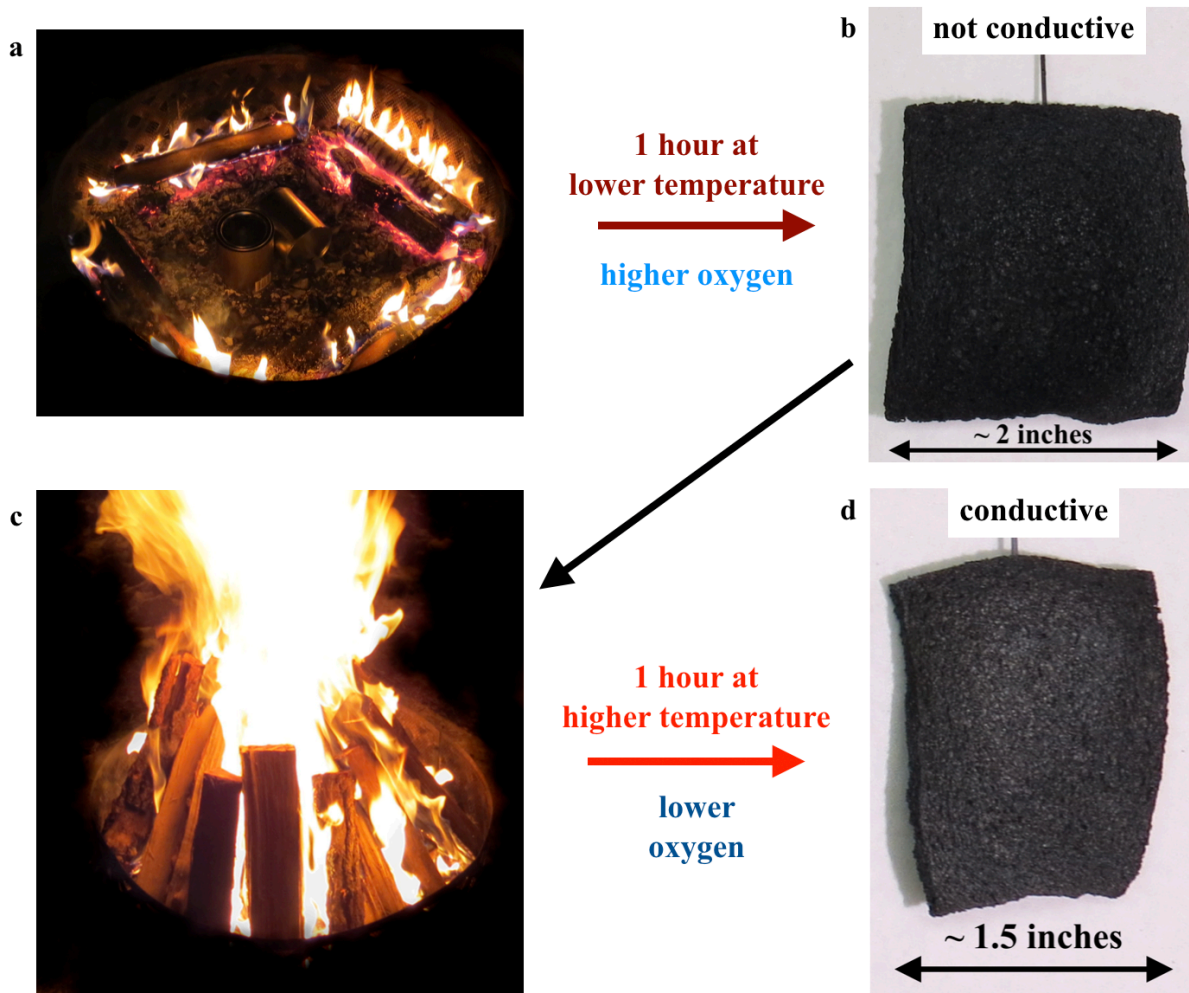 a
1 hour at
lower temperature
higher oxygen
b
not conductive
~ 2 inches
c
1 hour at
higher temperature
lower
oxygen
d
conductive
~ 1.5 inches